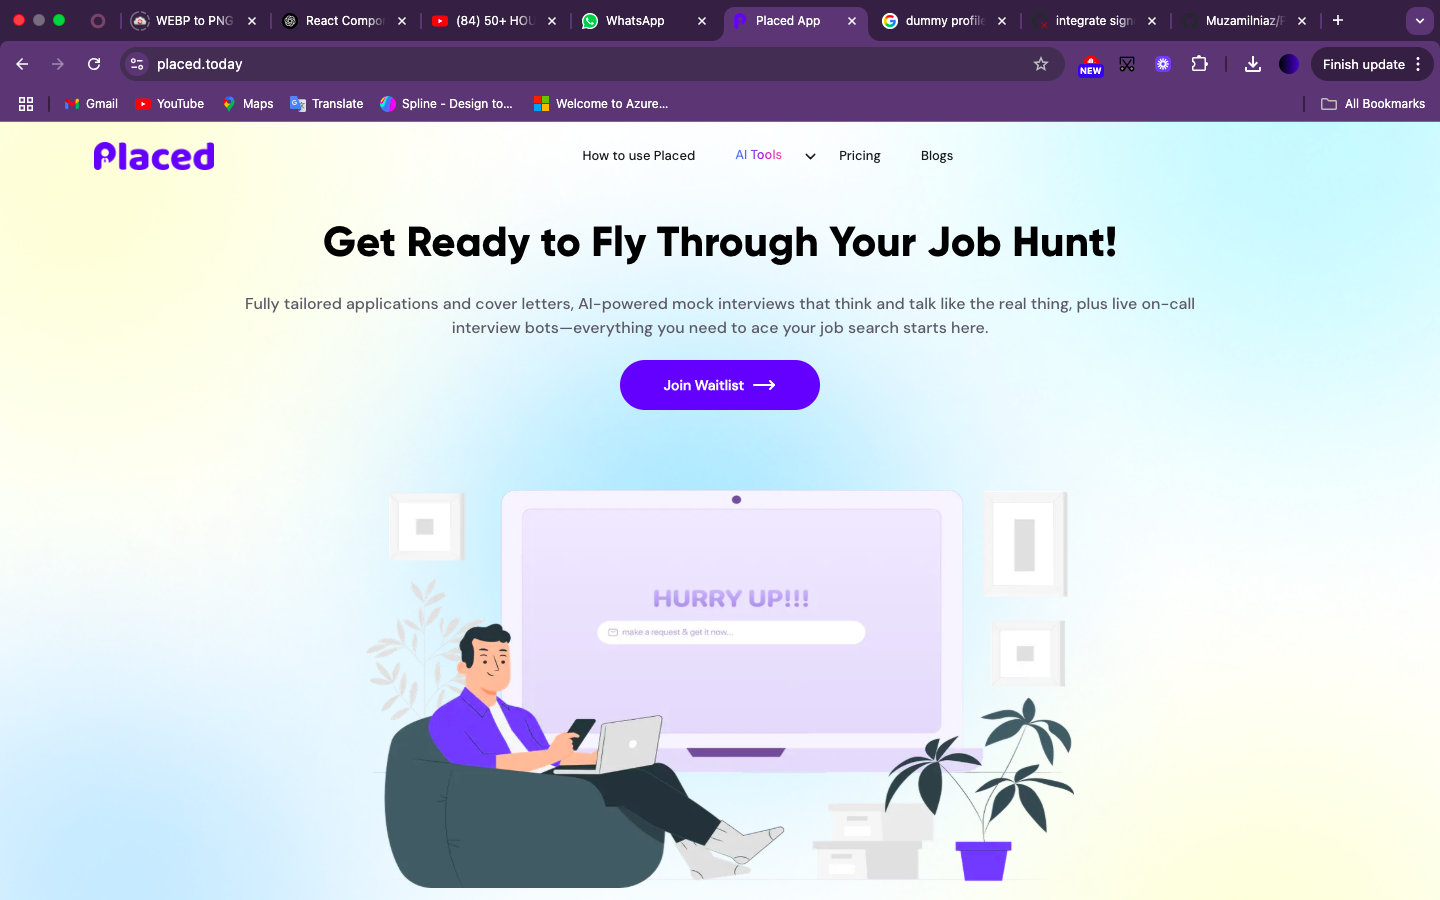 WEBP to PNG
React Compo
(84) 50+ HOU
WhatsApp
Placed App
dummy profile
integrate sign
Muzamilniaz/
placed.today
NEW
Finish update
Gmail
YouTube
Maps
Translate
Spline - Design to...
Welcome to Azure...
All Bookmarks
Placed
How to use Placed
AI Tools
Pricing
Blogs
Get Ready to Fly Through Your Job Hunt!
Fully tailored applications and cover letters, AI-powered mock interviews that think and talk like the real thing, plus live on-call
interview bots—everything you need to ace your job search starts here.
Join Waitlist
HURRY UP!!!
make a request & get it now...